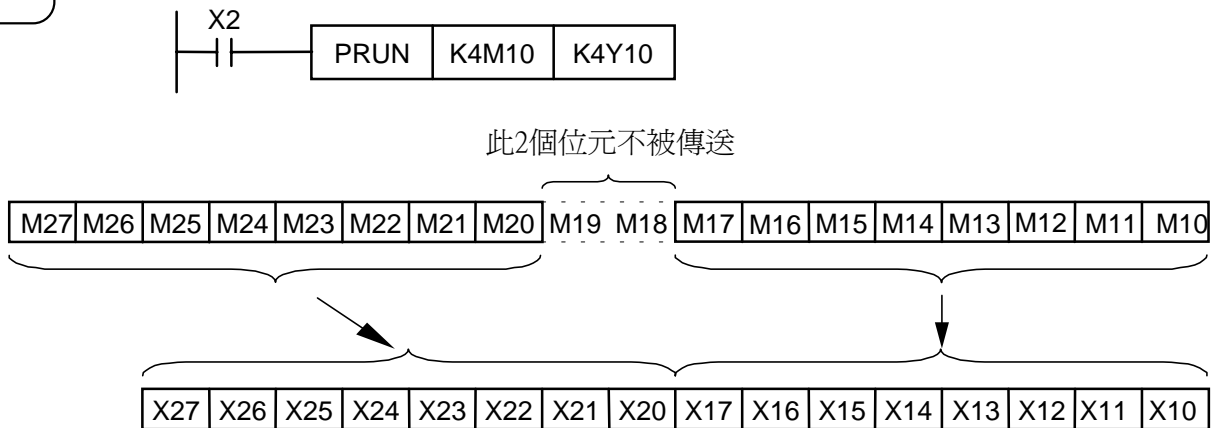 X2
PRUN K4M10 K4Y10
此2個位元不被傳送
M27 M26 M25 M24 M23 M22 M21 M20 M19 M18 M17 M16 M15 M14 M13 M12 M11 M10
X27 X26 X25 X24 X23 X22 X21 X20 X17 X16 X15 X14 X13 X12 X11 X10